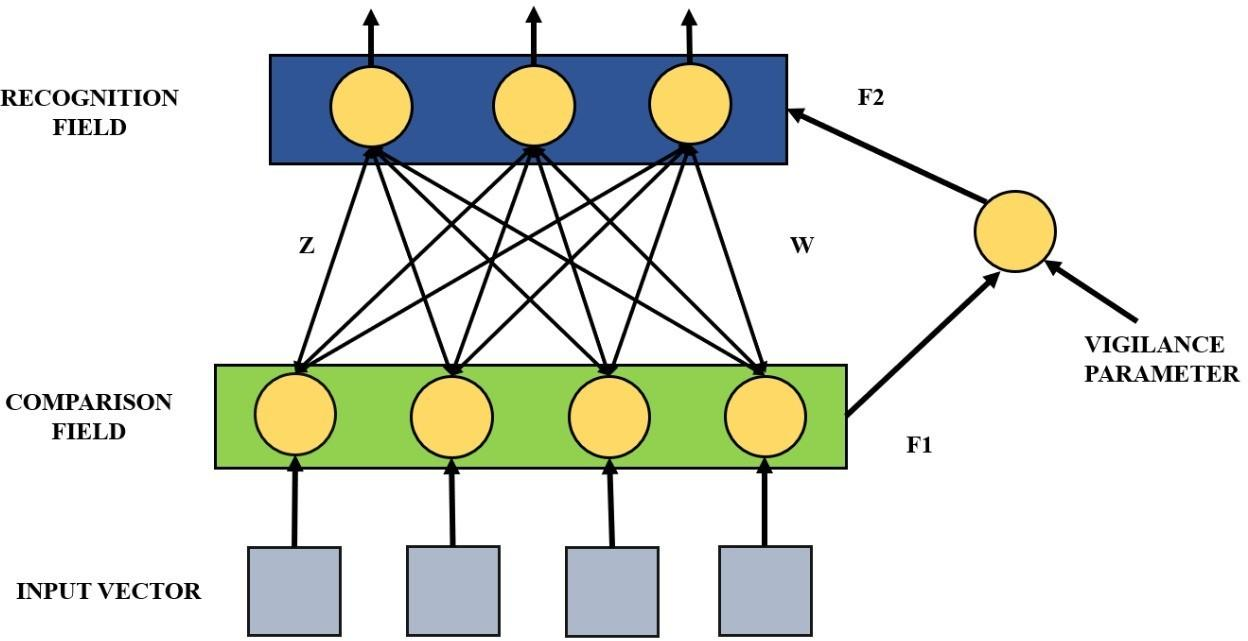 RECOGNITION
FIELD
F2
Z
W
VIGILANCE
PARAMETER
COMPARISON
FIELD
F1
INPUT VECTOR